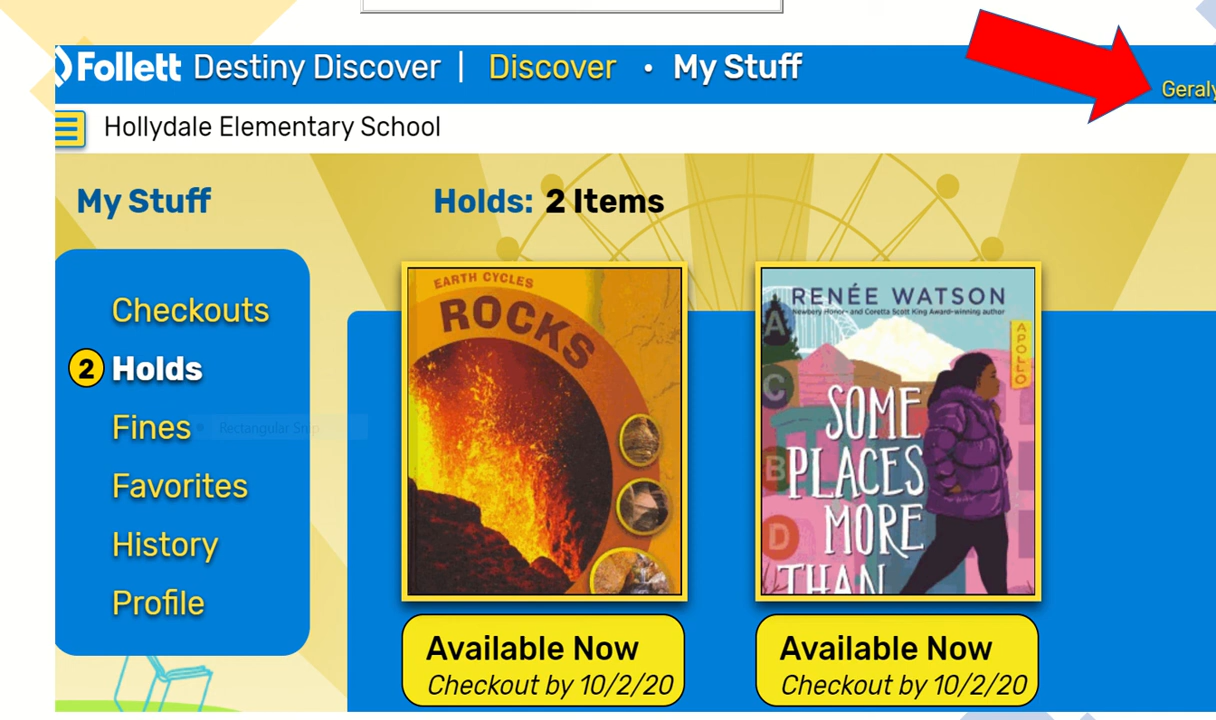 Follett Destiny Discover | Discover · My Stuff
Hollydale Elementary School
My Stuff
Holds: 2 Items
Checkouts
2 Holds
Fines
Rectangular Snip
Favorites
History
Profile
EARTH CYCLES
ROCKS
RENÉE WATSON
Newbery Honor- and Coretta Scott King Award-winning author
APOLLO
A
C
B
D
SOME
PLACES
MORE
THAN
Available Now
Checkout by 10/2/20
Available Now
Checkout by 10/2/20